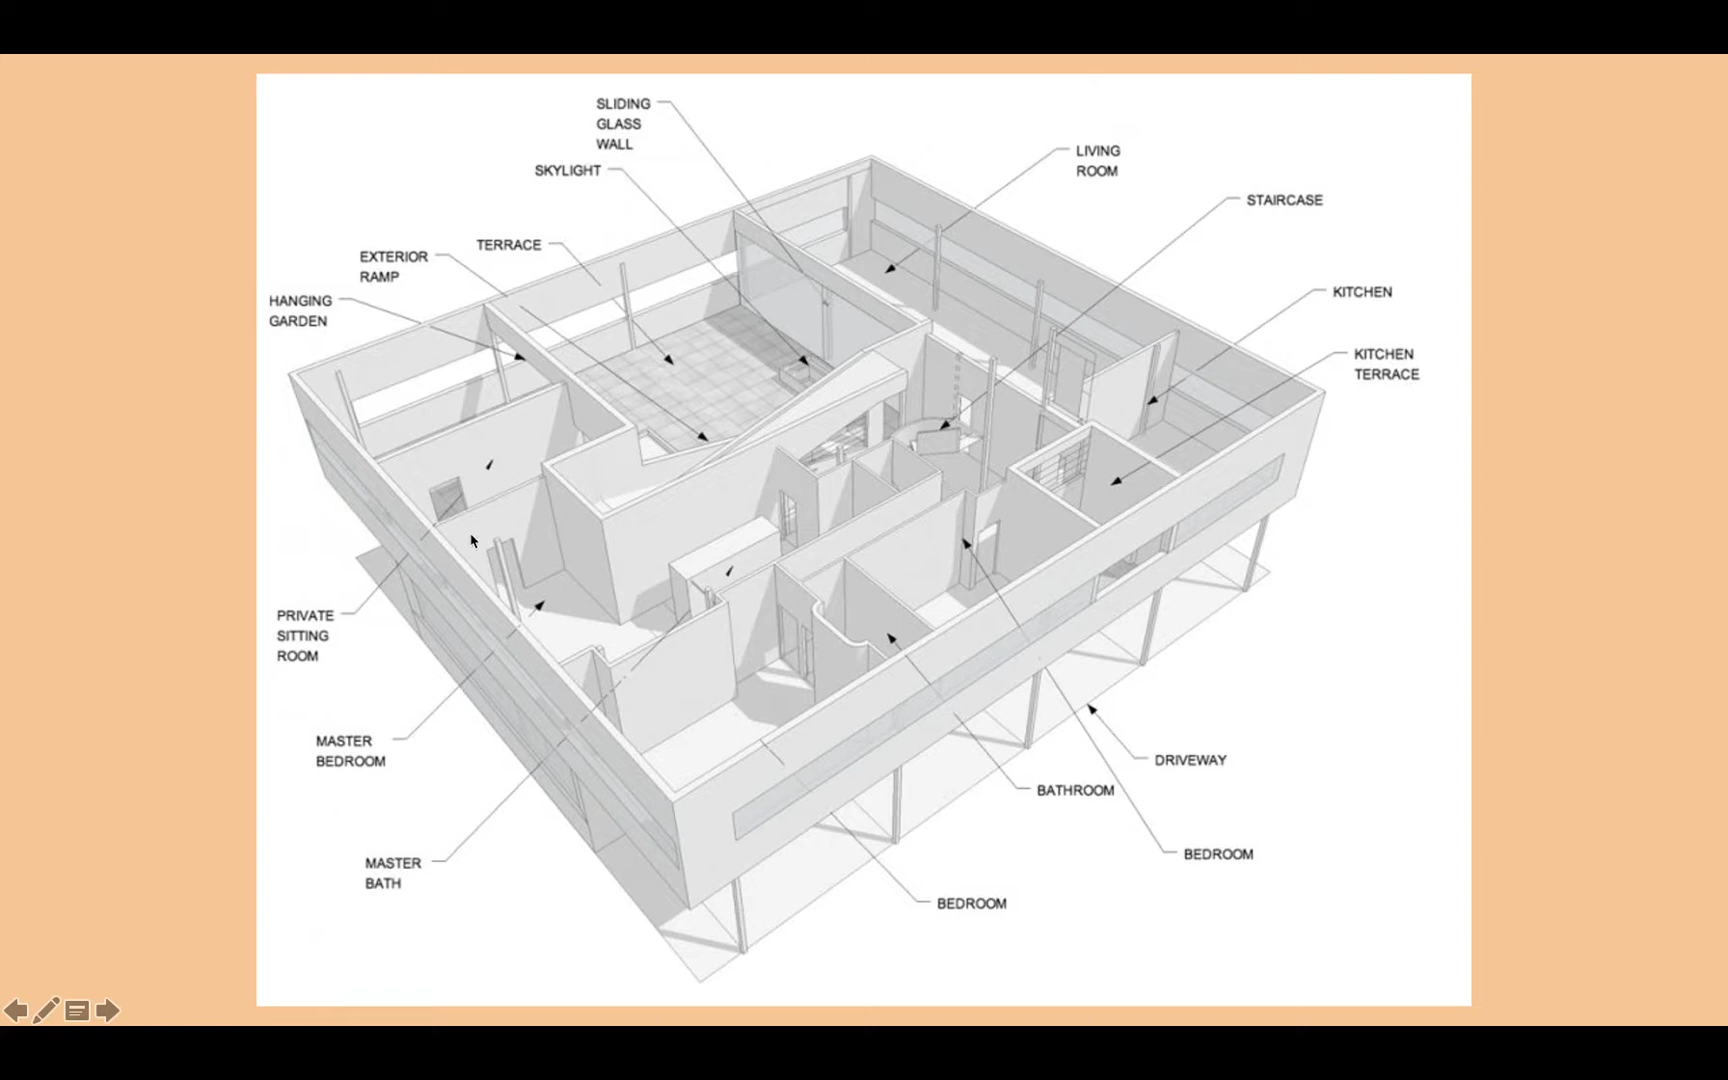 SLIDING
GLASS
WALL
SKYLIGHT
LIVING
ROOM
STAIRCASE
TERRACE
EXTERIOR
RAMP
HANGING
GARDEN
KITCHEN
KITCHEN
TERRACE
PRIVATE
SITTING
ROOM
MASTER
BEDROOM
MASTER
BATH
DRIVEWAY
BATHROOM
BEDROOM
BEDROOM